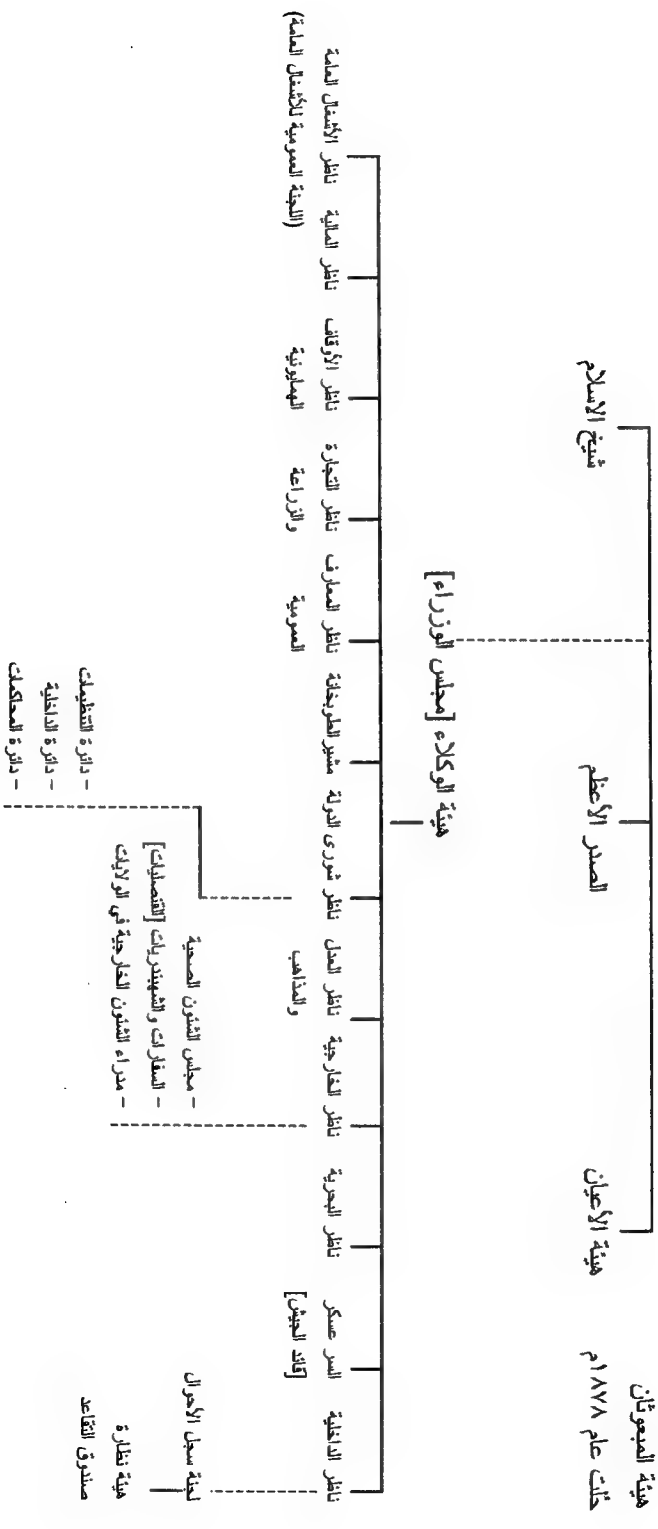 هيئة المبعوثان
حُلت عام ١٨٧٨م
هيئة الأعيان
الصدر الأعظم
شيخ الاسلام
هيئة الوكلاء [مجلس الوزراء]
ناظر الداخلية
السر عسكر
[قائد الجيش]
ناظر البحرية
ناظر الخارجية
ناظر العدل
والمذاهب
ناظر شورى الدولة
مشير الطوبخانة
ناظر المعارف
العمومية
ناظر التجارة
والزراعة
ناظر الأوقاف
الهمايونية
ناظر المالية
ناظر الأشغال العامة
(اللجنة العمومية للأشغال العامة)
لجنة سجل الأحوال
هيئة نظارة
صندوق التقاعد
- مجلس الشئون الصحية
- السفارات والشهبندريات [القنصليات]
- مدراء الشئون الخارجية في الولايات
- دائرة التنظيمات
- دائرة الداخلية
- دائرة المحاكمات